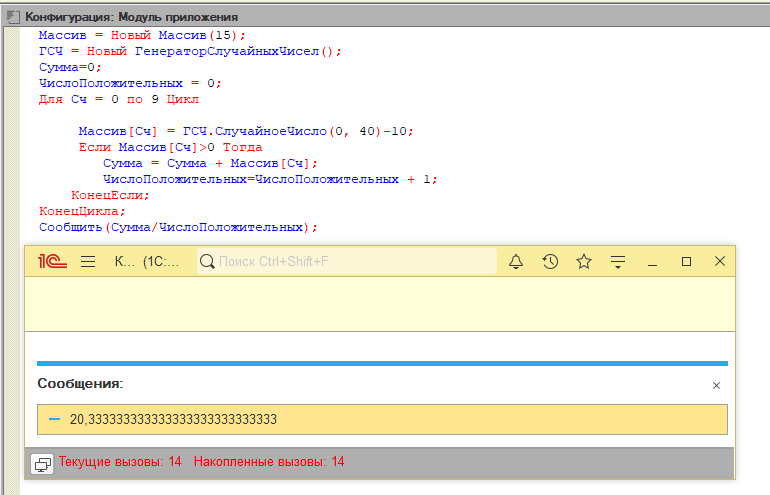 Конфигурация: Модуль приложения
Массив = Новый Массив(15);
ГСЧ = Новый ГенераторСлучайныхЧисел();
Сумма=0;
ЧислоПоложительных = 0;
Для Сч = 0 по 9 Цикл
Массив[Сч] = ГСЧ.СлучайноеЧисло(0, 40)-10;
Если Массив[Сч]>0 Тогда
Сумма = Сумма + Массив[Сч];
ЧислоПоложительных=ЧислоПоложительных + 1;
КонецЕсли;
КонецЦикла;
Сообщить(Сумма/ЧислоПоложительных);
1С К... (1С:... Поиск Ctrl+Shift+F
Сообщения:
20,333333333333333333333333333
Текущие вызовы: 14 Накопленные вызовы: 14